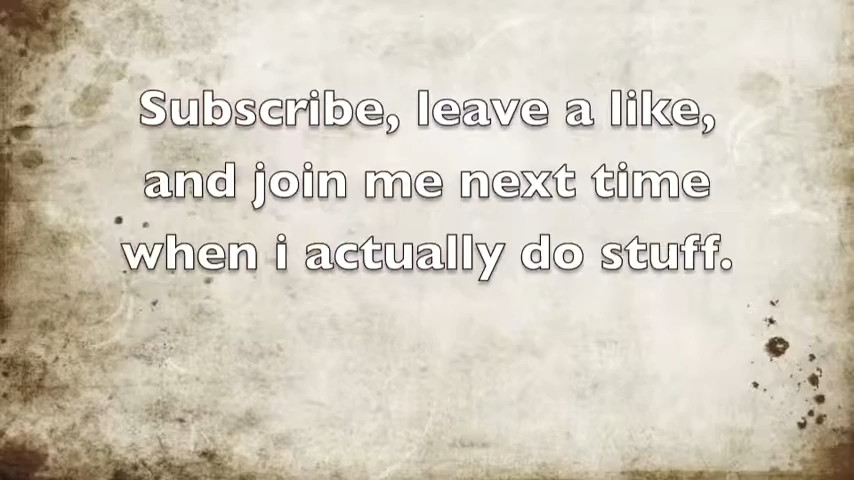 Subscribe, leave a like,
and join me next time
when i actually do stuff.